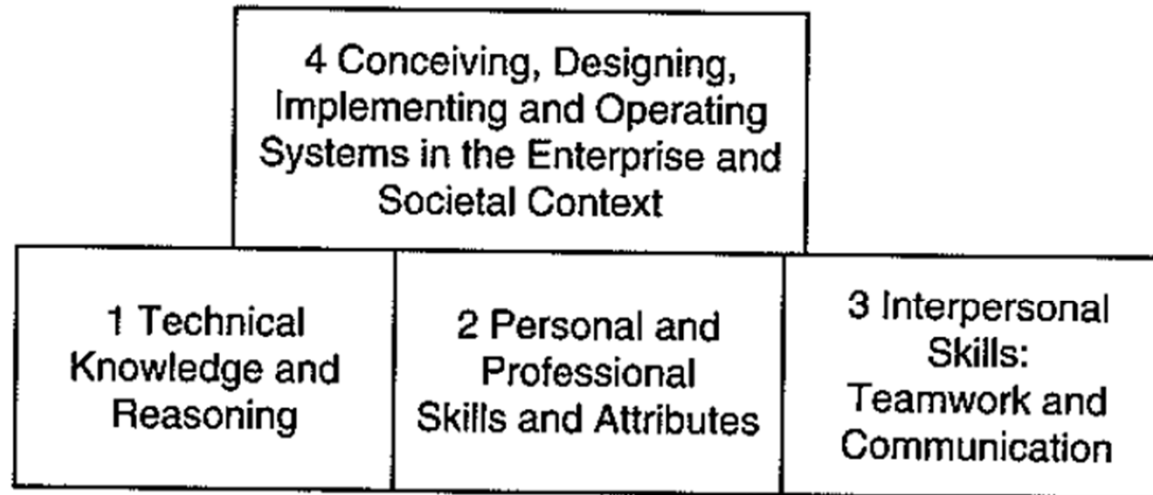 4 Conceiving, Designing,
Implementing and Operating
Systems in the Enterprise and
Societal Context
1 Technical
Knowledge and
Reasoning
2 Personal and
Professional
Skills and Attributes
3 Interpersonal
Skills:
Teamwork and
Communication